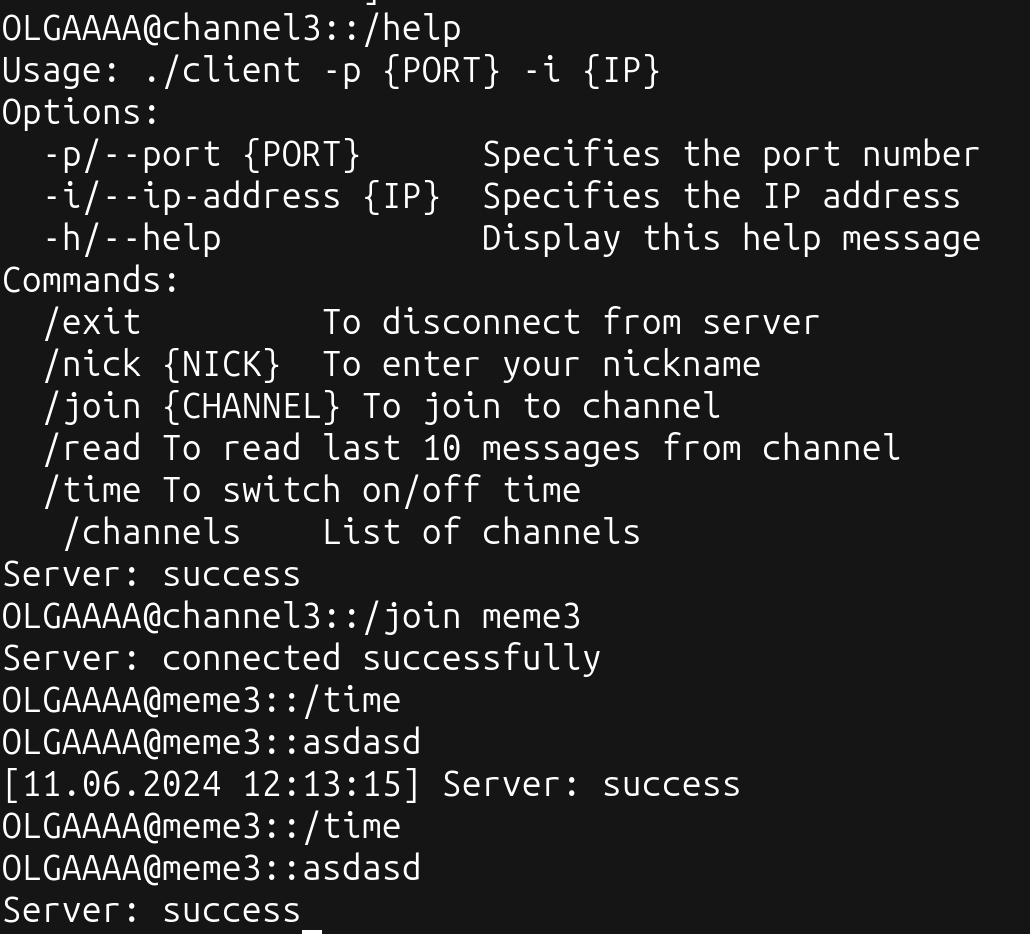 OLGAAAA@channel3::/help
Usage: ./client -p {PORT} -i {IP}
Options:
  -p/--port {PORT}      Specifies the port number
  -i/--ip-address {IP}  Specifies the IP address
  -h/--help             Display this help message
Commands:
  /exit         To disconnect from server
  /nick {NICK}  To enter your nickname
  /join {CHANNEL} To join to channel
  /read To read last 10 messages from channel
  /time To switch on/off time
   /channels    List of channels
Server: success
OLGAAAA@channel3::/join meme3
Server: connected successfully
OLGAAAA@meme3::/time
OLGAAAA@meme3::asdasd
[11.06.2024 12:13:15] Server: success
OLGAAAA@meme3::/time
OLGAAAA@meme3::asdasd
Server: success